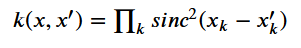 k(x, x′) = ∏ₖ sinc²(xₖ − x′ₖ)